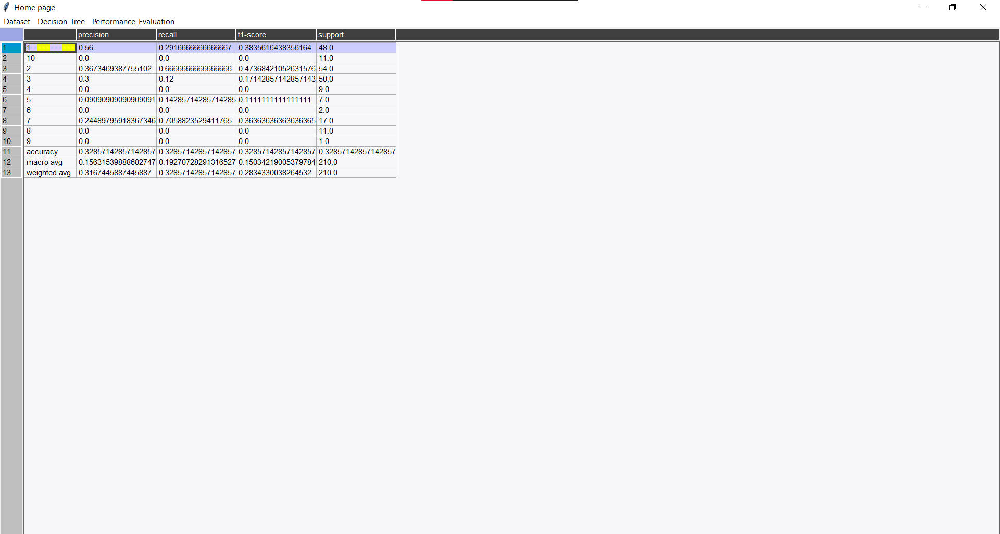 Home page
Dataset Decision_Tree Performance_Evaluation
precision recall f1-score support
1 1 0.56 0.2916666666666667 0.3835616438356164 48.0
2 10 0.0 0.0 0.0 11.0
3 2 0.3673469387755102 0.6666666666666666 0.47368421052631576 54.0
4 3 0.3 0.12 0.17142857142857143 50.0
5 4 0.0 0.0 0.0 9.0
6 5 0.09090909090909091 0.14285714285714285 0.1111111111111111 7.0
7 6 0.0 0.0 0.0 2.0
8 7 0.24489795918367346 0.7058823529411765 0.36363636363636365 17.0
9 8 0.0 0.0 0.0 11.0
10 9 0.0 0.0 0.0 1.0
11 accuracy 0.32857142857142857 0.32857142857142857 0.32857142857142857 0.32857142857142857
12 macro avg 0.15631539888682747 0.19270728291316527 0.15034219005379784 210.0
13 weighted avg 0.3167445887445887 0.32857142857142857 0.2834330038264532 210.0